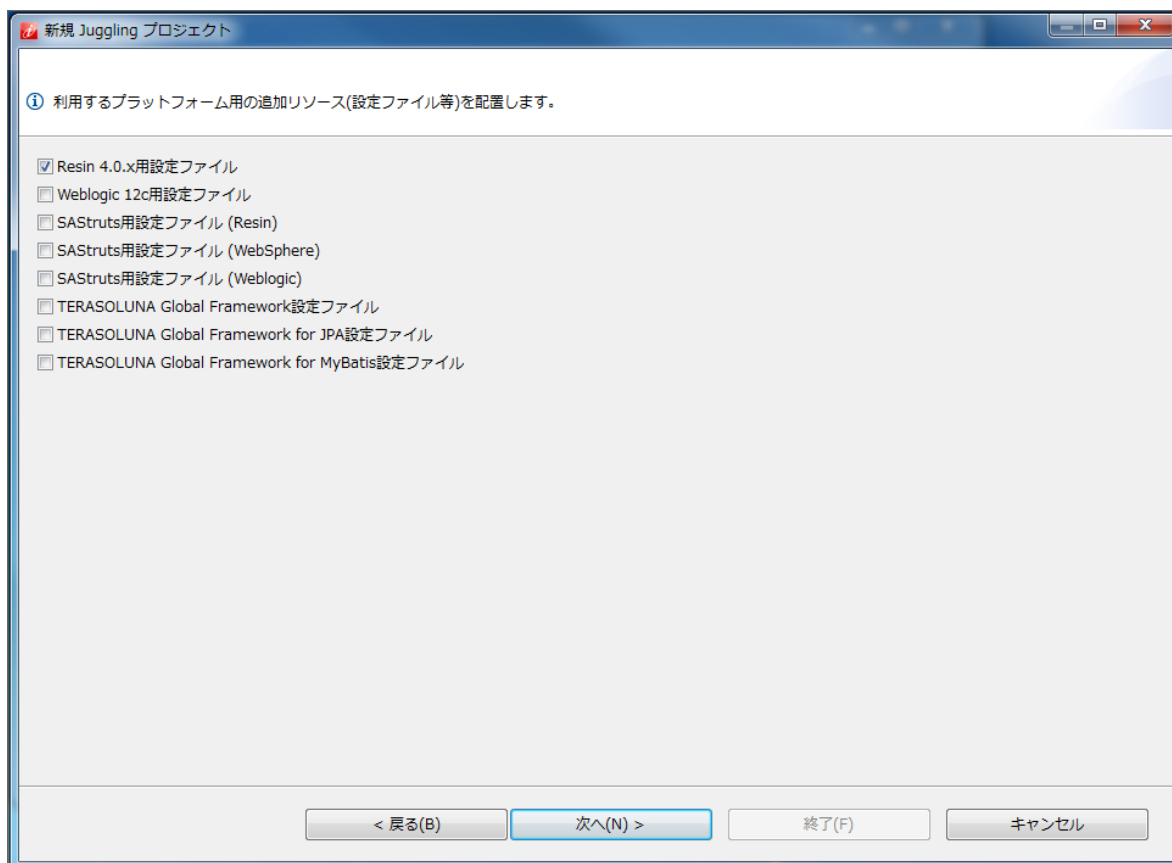 新規 Juggling プロジェクト
利用するプラットフォーム用の追加リソース(設定ファイル等)を配置します。
Resin 4.0.x用設定ファイル
Weblogic 12c用設定ファイル
SAStruts用設定ファイル (Resin)
SAStruts用設定ファイル (WebSphere)
SAStruts用設定ファイル (Weblogic)
TERASOLUNA Global Framework設定ファイル
TERASOLUNA Global Framework for JPA設定ファイル
TERASOLUNA Global Framework for MyBatis設定ファイル
< 戻る(B) 次へ(N) > 終了(F) キャンセル